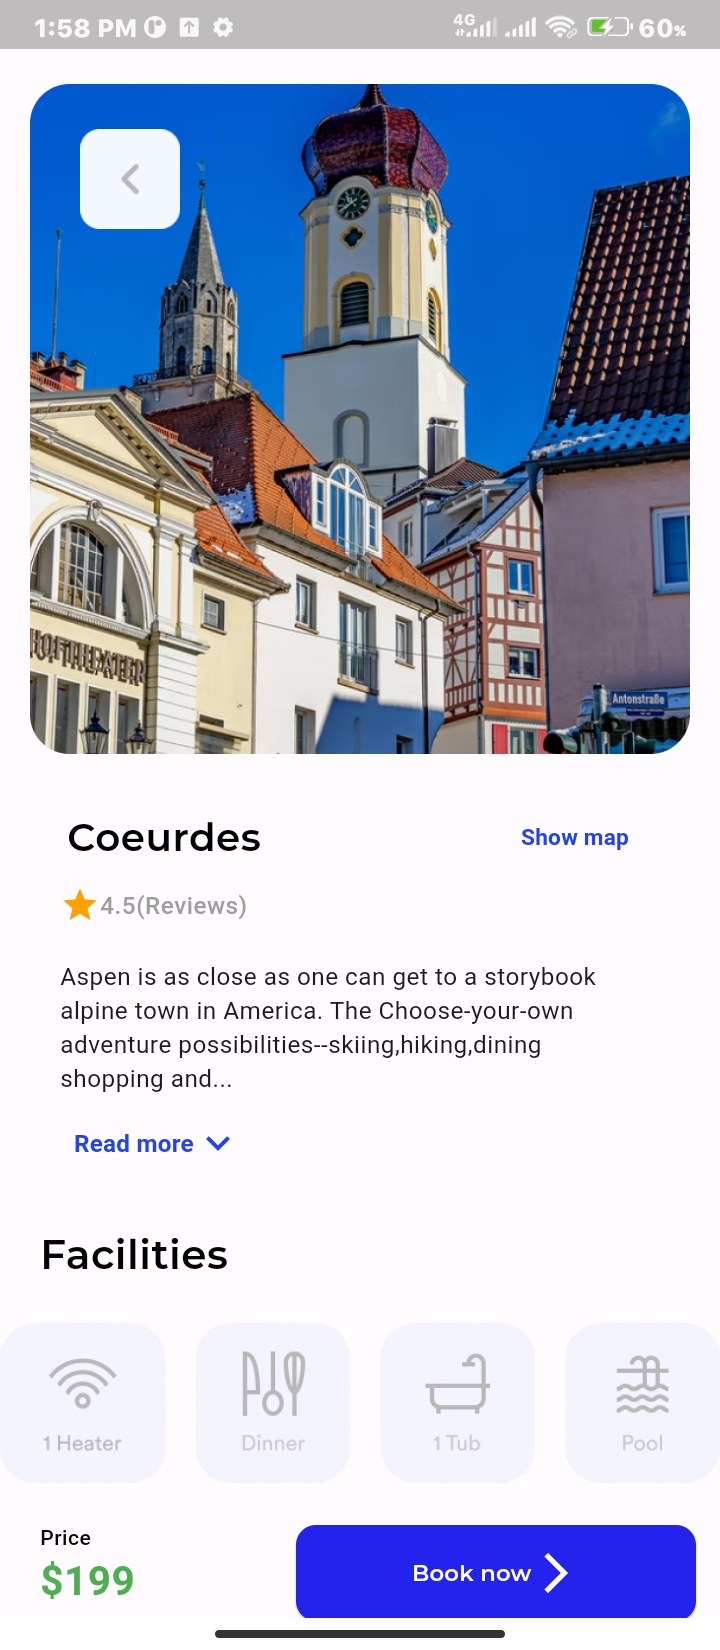 1:58 PM
4G
60%
HOFTHEATER
Antonstraße
Coeurdes
Show map
4.5(Reviews)
Aspen is as close as one can get to a storybook
alpine town in America. The Choose-your-own
adventure possibilities--skiing,hiking,dining
shopping and...
Read more
Facilities
1 Heater
Dinner
1 Tub
Pool
Price
$199
Book now